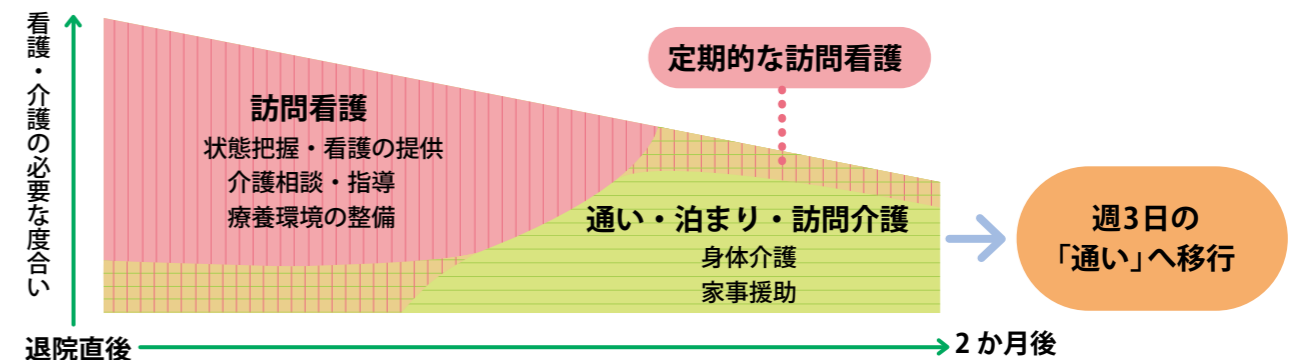 看護・介護の必要な度合い
定期的な訪問看護
訪問看護
状態把握・看護の提供
介護相談・指導
療養環境の整備
通い・泊まり・訪問介護
身体介護
家事援助
週3日の
「通い」へ移行
退院直後
2か月後